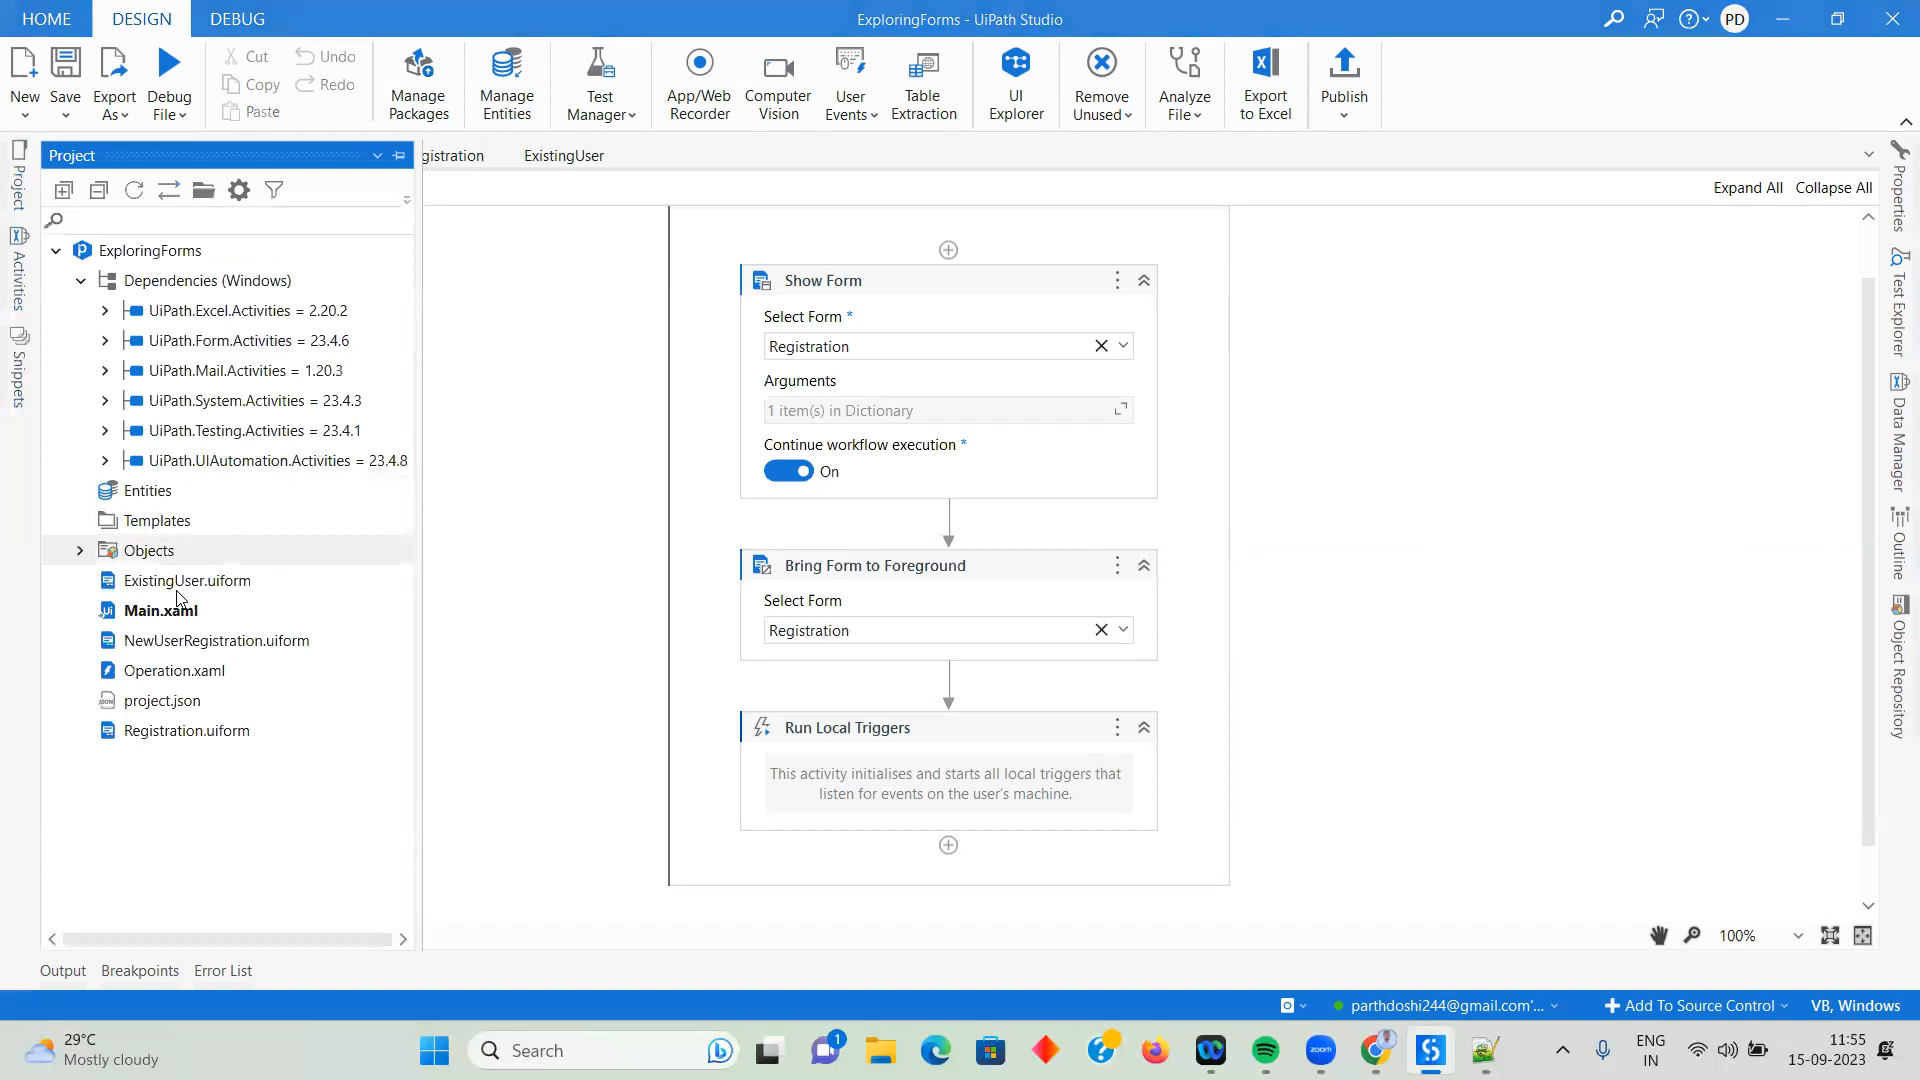 HOME
DESIGN
DEBUG
ExploringForms - UiPath Studio
PD
New
Save
Export
As
Debug
File
Cut
Copy
Paste
Undo
Redo
Manage
Packages
Manage
Entities
Test
Manager
App/Web
Recorder
Computer
Vision
User
Events
Table
Extraction
UI
Explorer
Remove
Unused
Analyze
File
Export
to Excel
Publish
Project
gistration
ExistingUser
Expand All
Collapse All
Project
Activities
Snippets
ExploringForms
Dependencies (Windows)
UiPath.Excel.Activities = 2.20.2
UiPath.Form.Activities = 23.4.6
UiPath.Mail.Activities = 1.20.3
UiPath.System.Activities = 23.4.3
UiPath.Testing.Activities = 23.4.1
UiPath.UIAutomation.Activities = 23.4.8
Entities
Templates
Objects
ExistingUser.uiform
Main.xaml
NewUserRegistration.uiform
Operation.xaml
project.json
Registration.uiform
Show Form
Select Form *
Registration
Arguments
1 item(s) in Dictionary
Continue workflow execution *
On
Bring Form to Foreground
Select Form
Registration
Run Local Triggers
This activity initialises and starts all local triggers that
listen for events on the user's machine.
Properties
Test Explorer
Data Manager
Outline
Object Repository
100%
Output
Breakpoints
Error List
parthdoshi244@gmail.com'...
Add To Source Control
VB, Windows
29°C
Mostly cloudy
Search
1
zoom
ENG
IN
11:55
15-09-2023